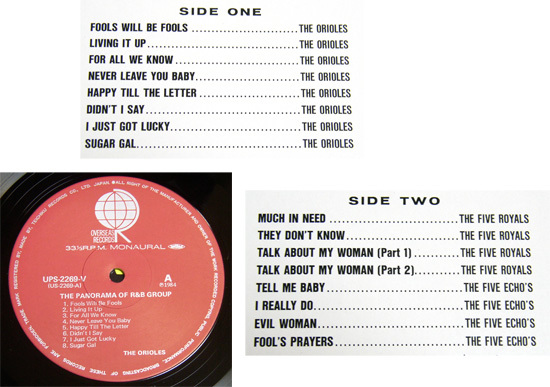 SIDE ONE
FOOLS WILL BE FOOLS ........................... THE ORIOLES
LIVING IT UP ........................... THE ORIOLES
FOR ALL WE KNOW ........................... THE ORIOLES
NEVER LEAVE YOU BABY ........................... THE ORIOLES
HAPPY TILL THE LETTER ........................... THE ORIOLES
DIDN'T I SAY ........................... THE ORIOLES
I JUST GOT LUCKY ........................... THE ORIOLES
SUGAR GAL ........................... THE ORIOLES
OVERSEAS
RECORDS
33⅓R.P.M. MONAURAL
UPS-2269-V
(US-2269-A)
A
℗1984
THE PANORAMA OF R&B GROUP
1. Fools Will Be Fools
2. Living It Up
3. For All We Know
4. Never Leave You Baby
5. Happy Till The Letter
6. Didn't I Say
7. I Just Got Lucky
8. Sugar Gal
THE ORIOLES
SIDE TWO
MUCH IN NEED ........................... THE FIVE ROYALS
THEY DON'T KNOW ........................... THE FIVE ROYALS
TALK ABOUT MY WOMAN (Part 1) ........... THE FIVE ROYALS
TALK ABOUT MY WOMAN (Part 2) ........... THE FIVE ROYALS
TELL ME BABY ........................... THE FIVE ECHO'S
I REALLY DO ........................... THE FIVE ECHO'S
EVIL WOMAN ........................... THE FIVE ECHO'S
FOOL'S PRAYERS ........................... THE FIVE ECHO'S